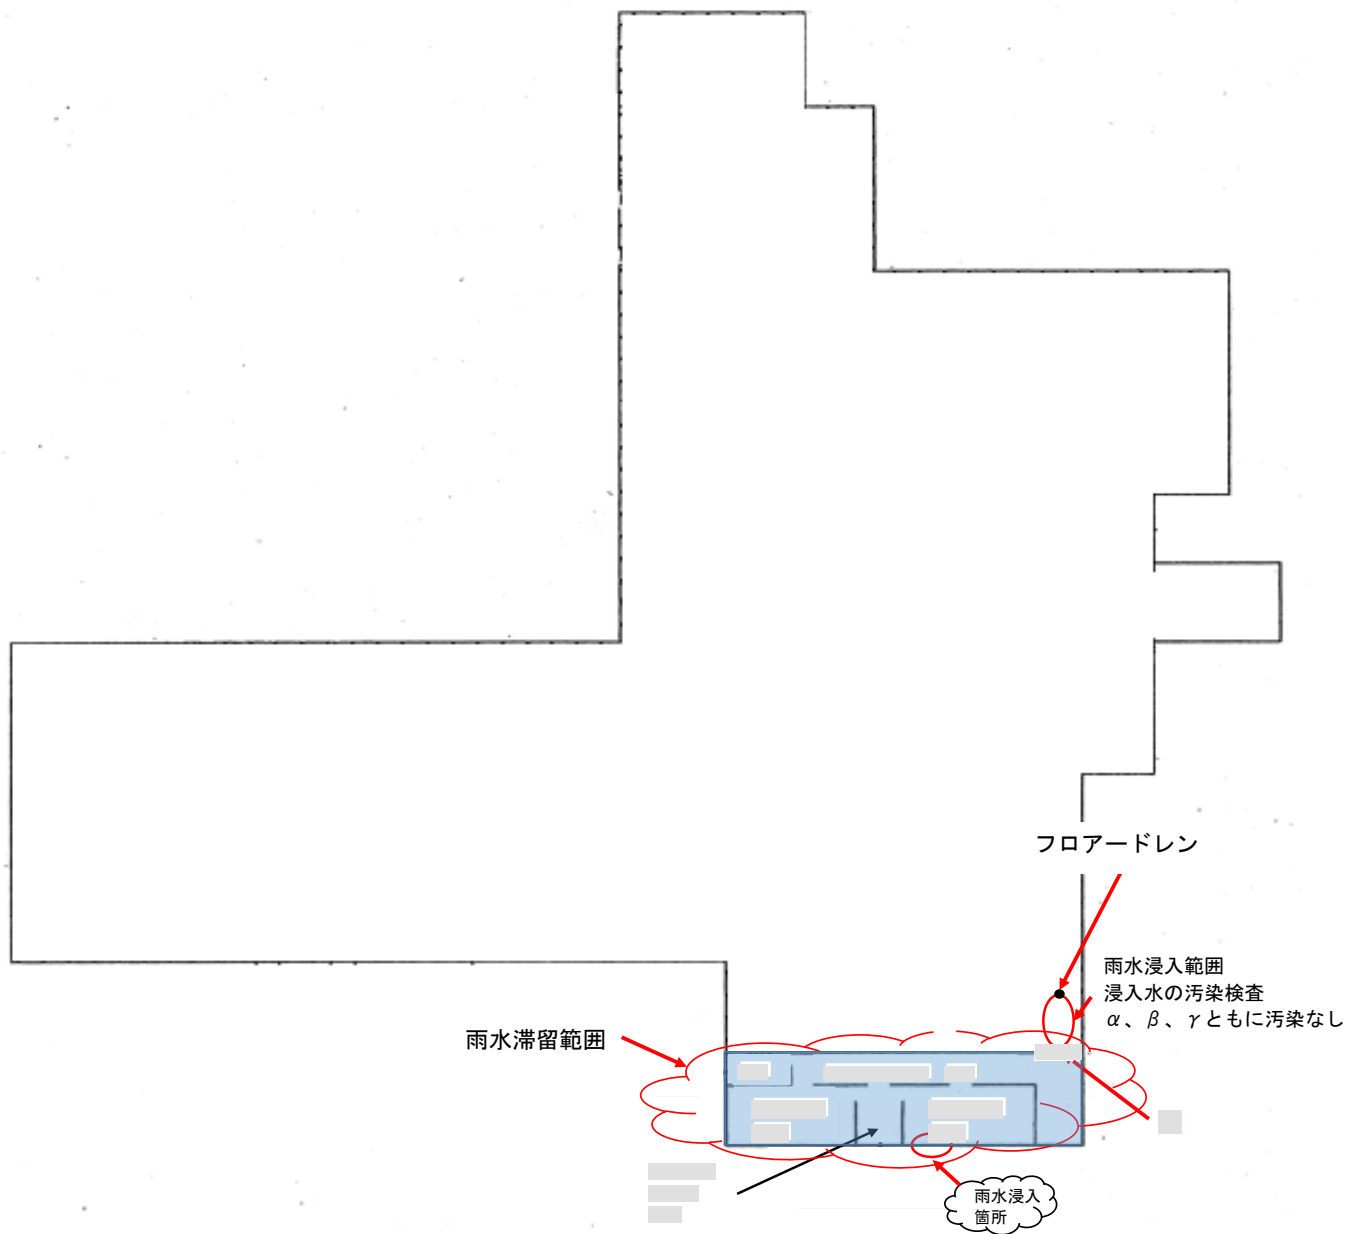 フロアードレン
雨水浸入範囲
浸入水の汚染検査
α、β、γともに汚染なし
雨水滞留範囲
雨水浸入
箇所